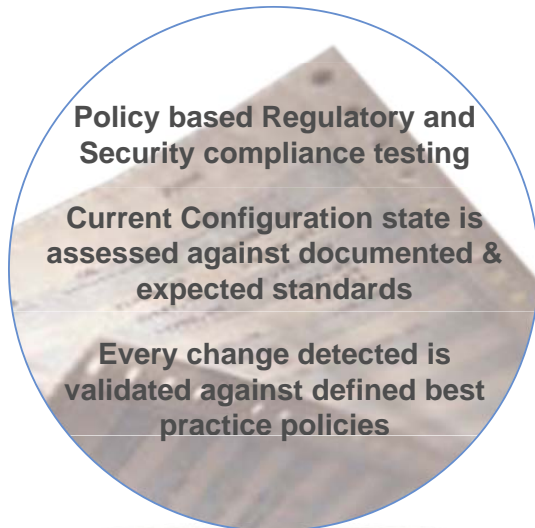 Policy based Regulatory and
Security compliance testing
Current Configuration state is
assessed against documented &
expected standards
Every change detected is
validated against defined best
practice policies